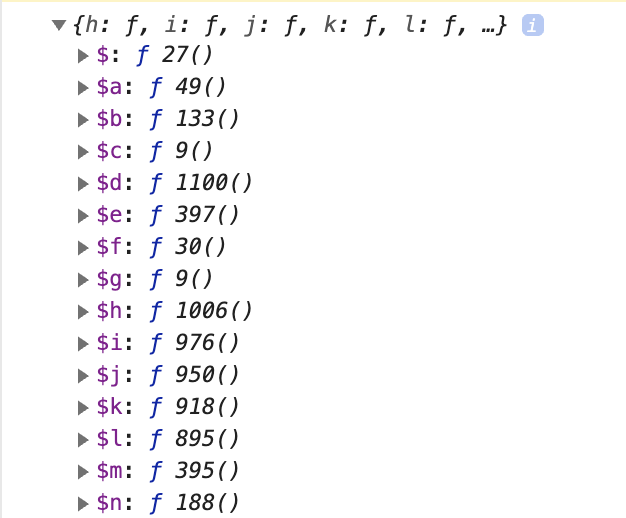 ▼{h: ƒ, i: ƒ, j: ƒ, k: ƒ, l: ƒ, …} i
▶$: ƒ 27()
▶$a: ƒ 49()
▶$b: ƒ 133()
▶$c: ƒ 9()
▶$d: ƒ 1100()
▶$e: ƒ 397()
▶$f: ƒ 30()
▶$g: ƒ 9()
▶$h: ƒ 1006()
▶$i: ƒ 976()
▶$j: ƒ 950()
▶$k: ƒ 918()
▶$l: ƒ 895()
▶$m: ƒ 395()
▶$n: ƒ 188()